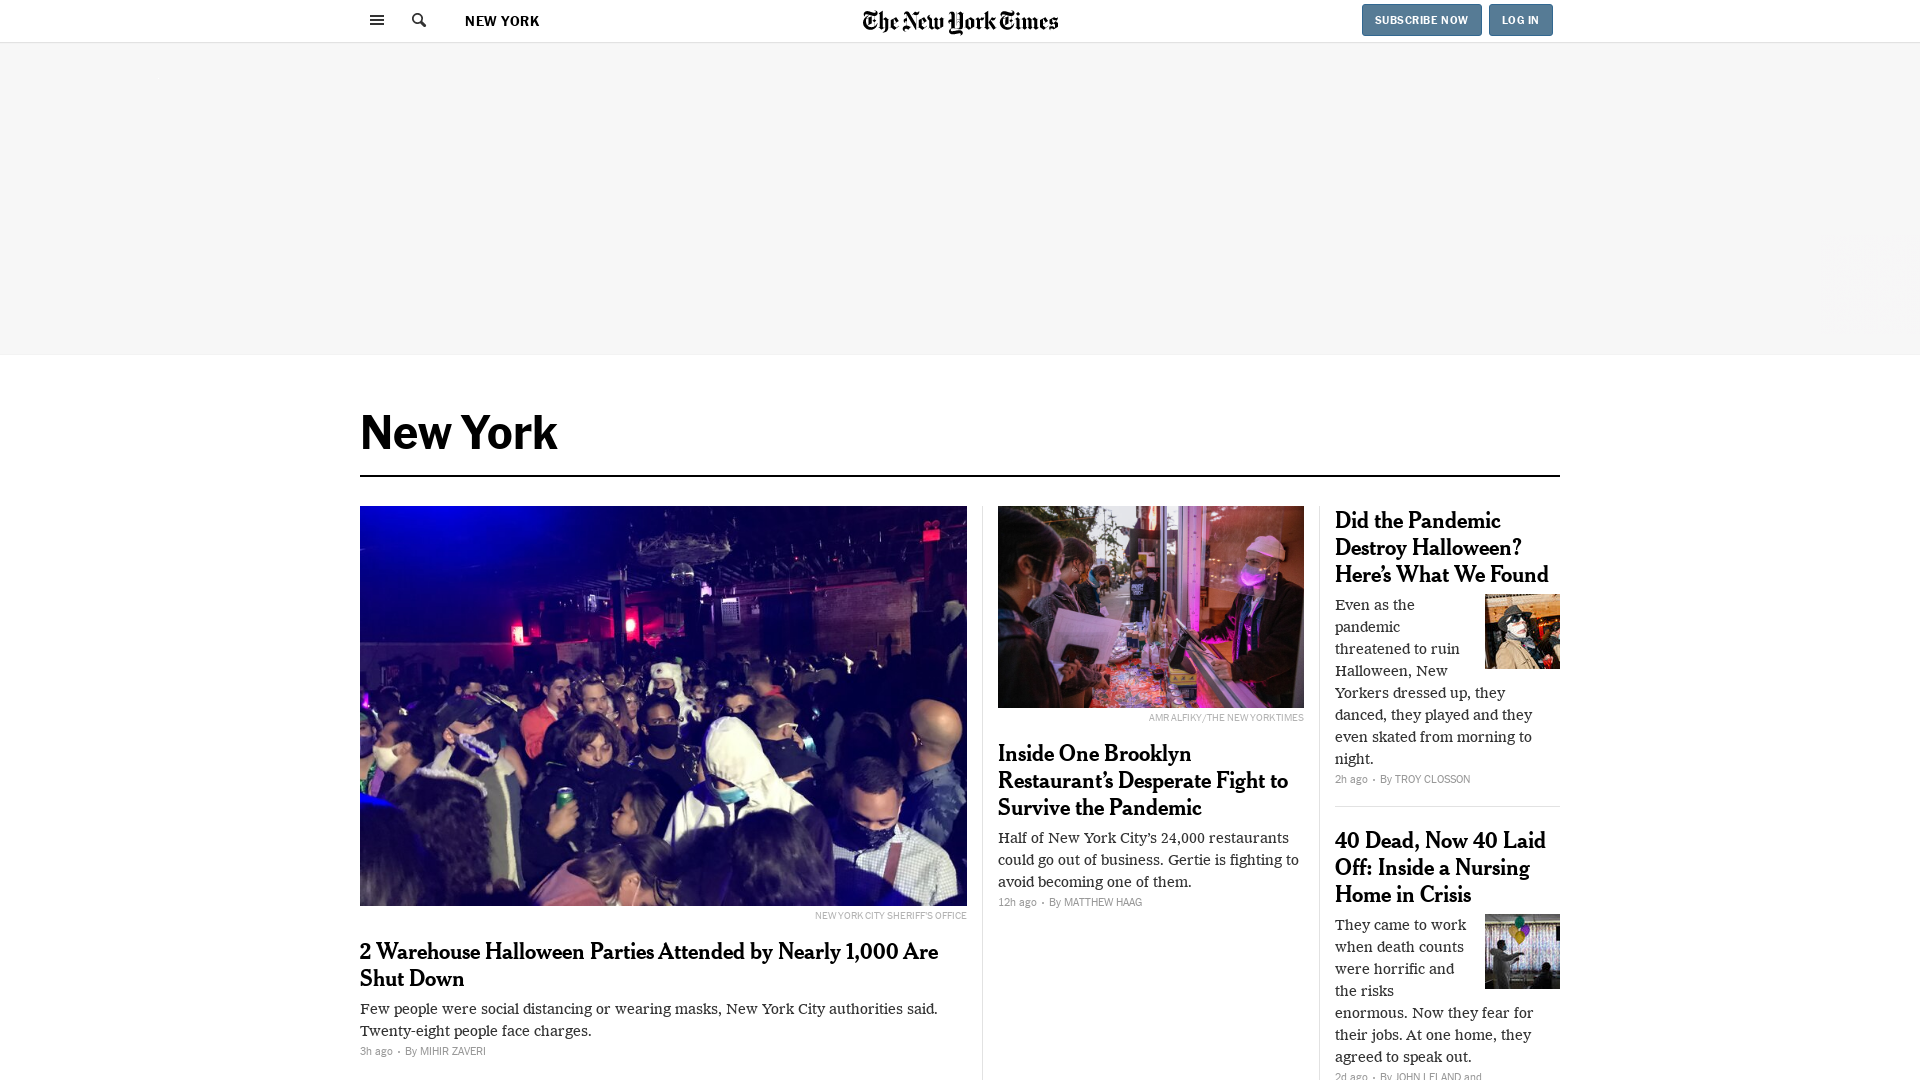 NEW YORK
The New York Times
SUBSCRIBE NOW
LOG IN
New York
NEW YORK CITY SHERIFF'S OFFICE
2 Warehouse Halloween Parties Attended by Nearly 1,000 Are
Shut Down
Few people were social distancing or wearing masks, New York City authorities said.
Twenty-eight people face charges.
3h ago · By MIHIR ZAVERI
AMR ALFIKY/THE NEW YORK TIMES
Inside One Brooklyn
Restaurant’s Desperate Fight to
Survive the Pandemic
Half of New York City’s 24,000 restaurants
could go out of business. Gertie is fighting to
avoid becoming one of them.
12h ago · By MATTHEW HAAG
Did the Pandemic
Destroy Halloween?
Here’s What We Found
Even as the
pandemic
threatened to ruin
Halloween, New
Yorkers dressed up, they
danced, they played and they
even skated from morning to
night.
2h ago · By TROY CLOSSON
40 Dead, Now 40 Laid
Off: Inside a Nursing
Home in Crisis
They came to work
when death counts
were horrific and
the risks
enormous. Now they fear for
their jobs. At one home, they
agreed to speak out.
2d ago · By JOHN LELAND and